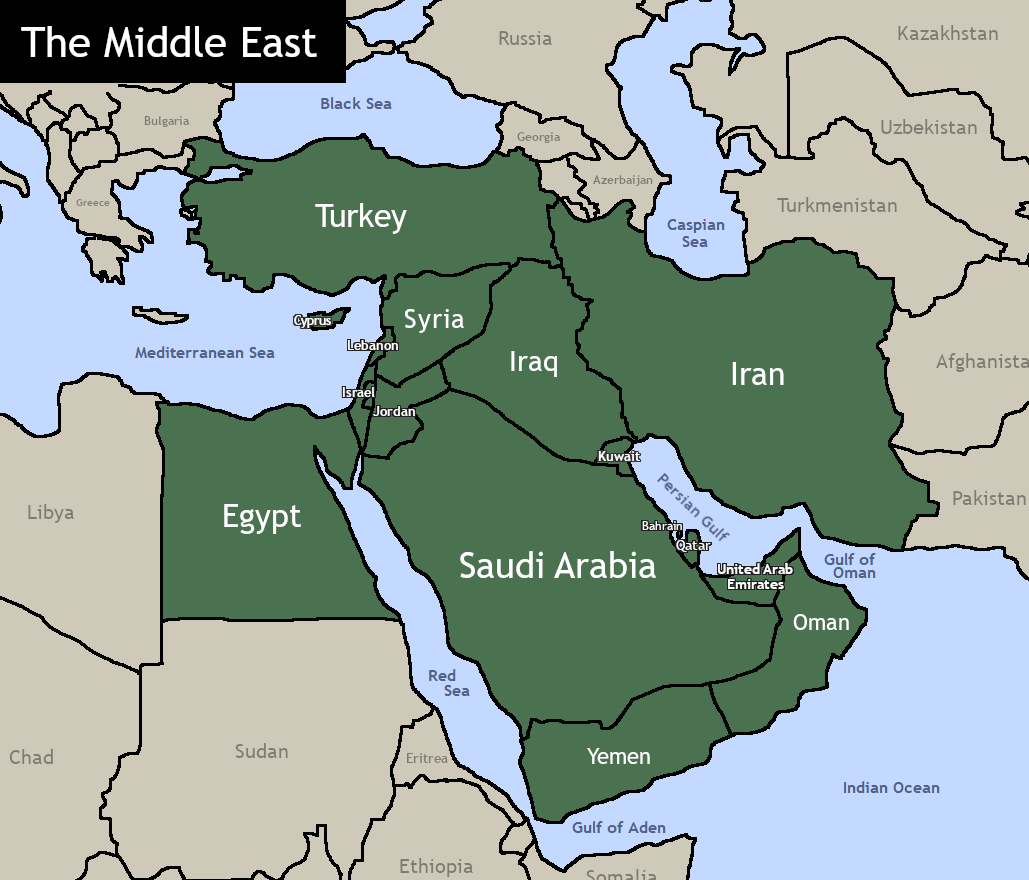 The Middle East
Russia
Kazakhstan
Black Sea
Bulgaria
Uzbekistan
Georgia
Azerbaijan
Greece
Turkmenistan
Turkey
Caspian
Sea
Cyprus
Syria
Lebanon
Mediterranean Sea
Iraq
Iran
Afghanista
Israel
Jordan
Kuwait
Libya
Egypt
Persian Gulf
Pakistan
Bahrain
Qatar
Saudi Arabia
United Arab
Emirates
Gulf of
Oman
Oman
Red
Sea
Chad
Sudan
Eritrea
Yemen
Indian Ocean
Gulf of Aden
Ethiopia
Somalia